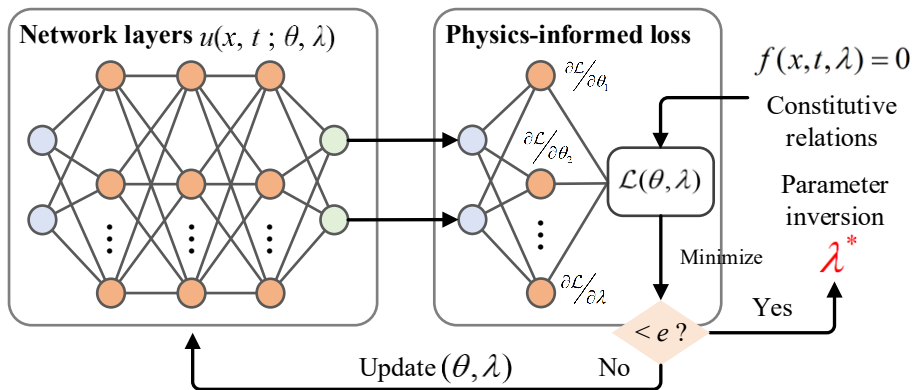 Network layers u(x, t ; θ, λ)
Physics-informed loss
∂ℒ/∂θ₁
∂ℒ/∂θ₂
⋮ ⋮ ⋮ ⋮
∂ℒ/∂λ
ℒ(θ, λ)
f(x,t,λ)=0
Constitutive
relations
Parameter
inversion
λ*
Minimize
< e ?
Yes
No
Update (θ, λ)